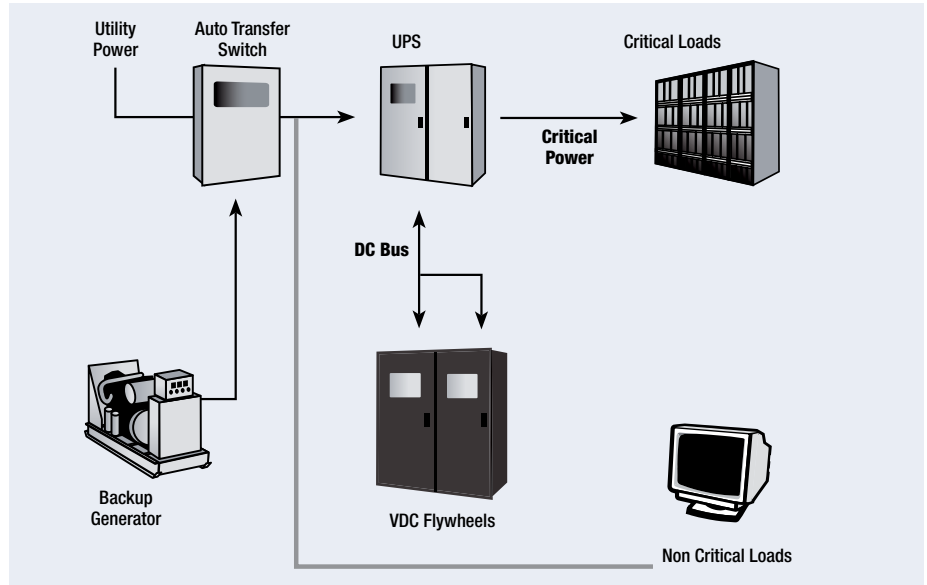 Utility
Power
Auto Transfer
Switch
UPS
Critical Loads
Critical
Power
DC Bus
Backup
Generator
VDC Flywheels
Non Critical Loads